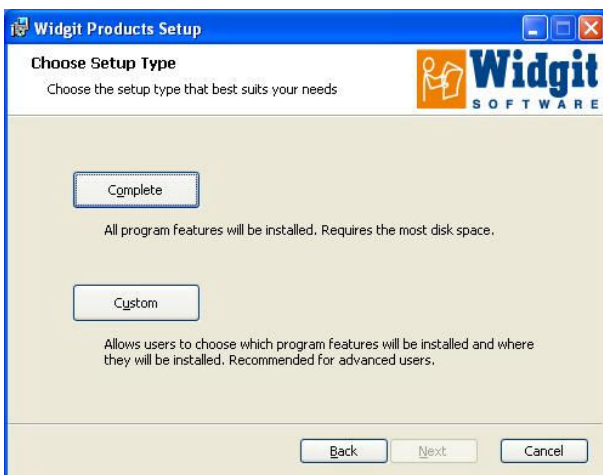 Widgit Products Setup
Choose Setup Type
Choose the setup type that best suits your needs
Widgit
SOFTWARE
Complete
All program features will be installed. Requires the most disk space.
Custom
Allows users to choose which program features will be installed and where
they will be installed. Recommended for advanced users.
Back Next Cancel